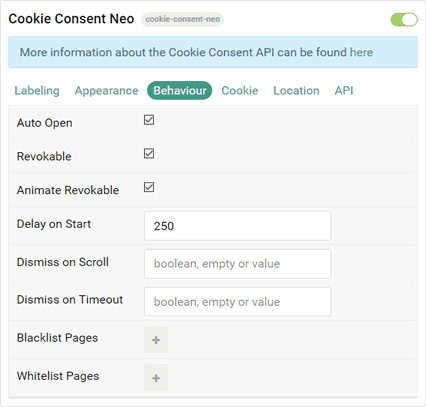 Cookie Consent Neo cookie-consent-neo
More information about the Cookie Consent API can be found here
Labeling Appearance Behaviour Cookie Location API
Auto Open
Revokable
Animate Revokable
Delay on Start 250
Dismiss on Scroll boolean, empty or value
Dismiss on Timeout boolean, empty or value
Blacklist Pages +
Whitelist Pages +